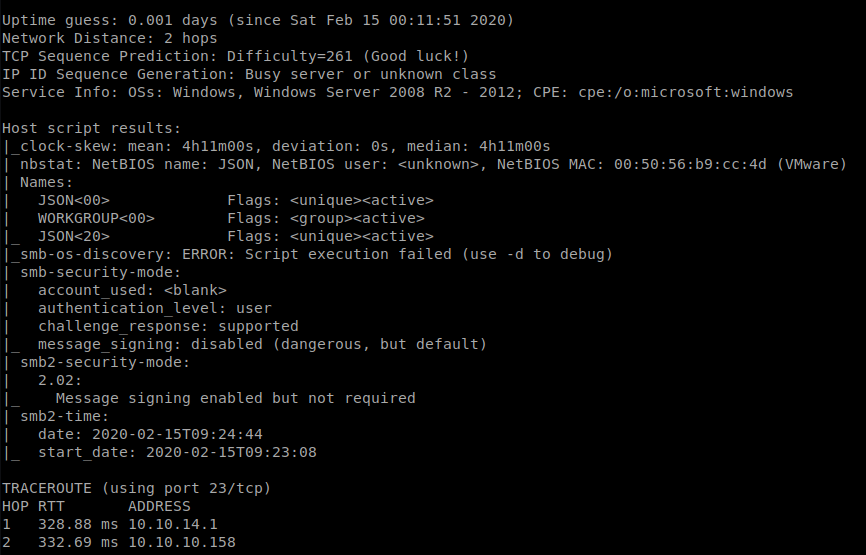 Uptime guess: 0.001 days (since Sat Feb 15 00:11:51 2020)
Network Distance: 2 hops
TCP Sequence Prediction: Difficulty=261 (Good luck!)
IP ID Sequence Generation: Busy server or unknown class
Service Info: OSs: Windows, Windows Server 2008 R2 - 2012; CPE: cpe:/o:microsoft:windows

Host script results:
|_clock-skew: mean: 4h11m00s, deviation: 0s, median: 4h11m00s
| nbstat: NetBIOS name: JSON, NetBIOS user: <unknown>, NetBIOS MAC: 00:50:56:b9:cc:4d (VMware)
| Names:
|   JSON<00>             Flags: <unique><active>
|   WORKGROUP<00>        Flags: <group><active>
|_  JSON<20>             Flags: <unique><active>
|_smb-os-discovery: ERROR: Script execution failed (use -d to debug)
| smb-security-mode:
|   account_used: <blank>
|   authentication_level: user
|   challenge_response: supported
|_  message_signing: disabled (dangerous, but default)
| smb2-security-mode:
|   2.02:
|_    Message signing enabled but not required
| smb2-time:
|   date: 2020-02-15T09:24:44
|_  start_date: 2020-02-15T09:23:08

TRACEROUTE (using port 23/tcp)
HOP RTT       ADDRESS
1   328.88 ms 10.10.14.1
2   332.69 ms 10.10.10.158